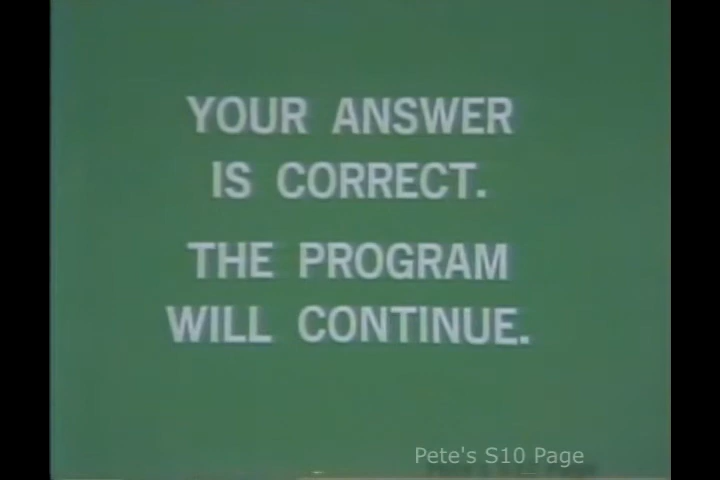 YOUR ANSWER
IS CORRECT.
THE PROGRAM
WILL CONTINUE.
Pete's S10 Page